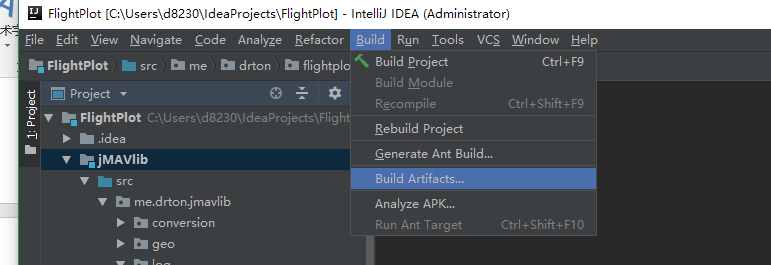 FlightPlot [C:\Users\d8230\IdeaProjects\FlightPlot] - IntelliJ IDEA (Administrator)
File Edit View Navigate Code Analyze Refactor Build Run Tools VCS Window Help
FlightPlot src me drton flightplo
Build Project Ctrl+F9
Build Module
Project
Recompile Ctrl+Shift+F9
1: Project
FlightPlot C:\Users\d8230\IdeaProjects\Flight
Rebuild Project
.idea
Generate Ant Build...
jMAVlib
Build Artifacts...
src
Analyze APK...
me.drton.jmavlib
Run Ant Target Ctrl+Shift+F10
conversion
geo